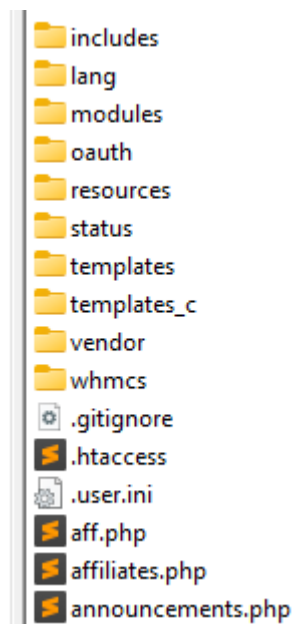 includes
lang
modules
oauth
resources
status
templates
templates_c
vendor
whmcs
.gitignore
.htaccess
.user.ini
aff.php
affiliates.php
announcements.php